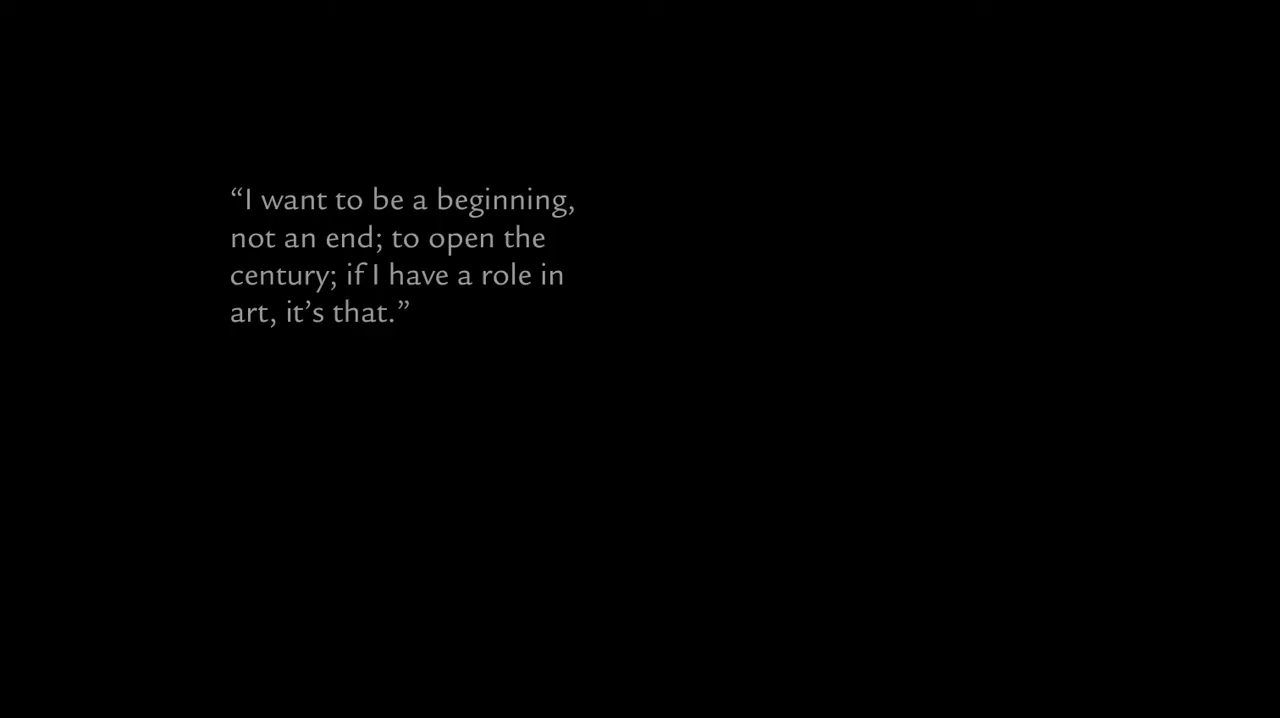 “I want to be a beginning,
not an end; to open the
century; if I have a role in
art, it’s that.”